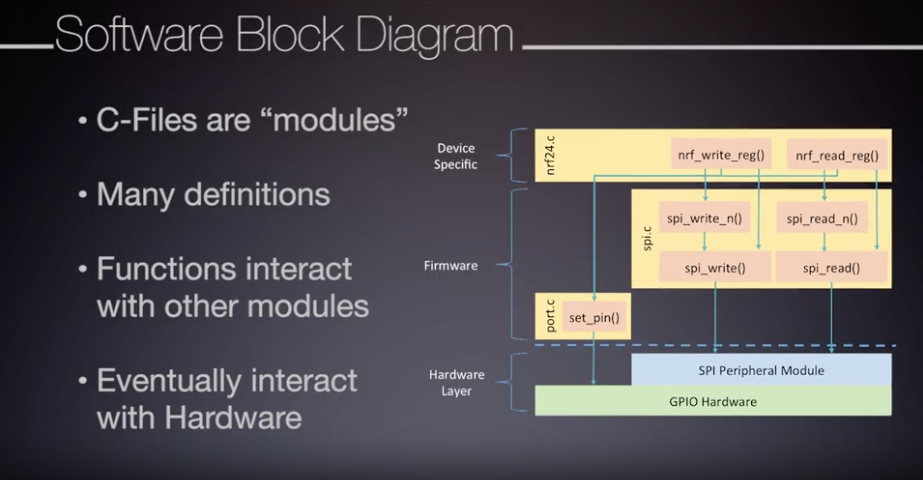 Software Block Diagram
• C-Files are “modules”
• Many definitions
• Functions interact
with other modules
• Eventually interact
with Hardware
Device
Specific
nrf24.c
nrf_write_reg()
nrf_read_reg()
Firmware
spi.c
spi_write_n()
spi_read_n()
spi_write()
spi_read()
port.c
set_pin()
Hardware
Layer
SPI Peripheral Module
GPIO Hardware